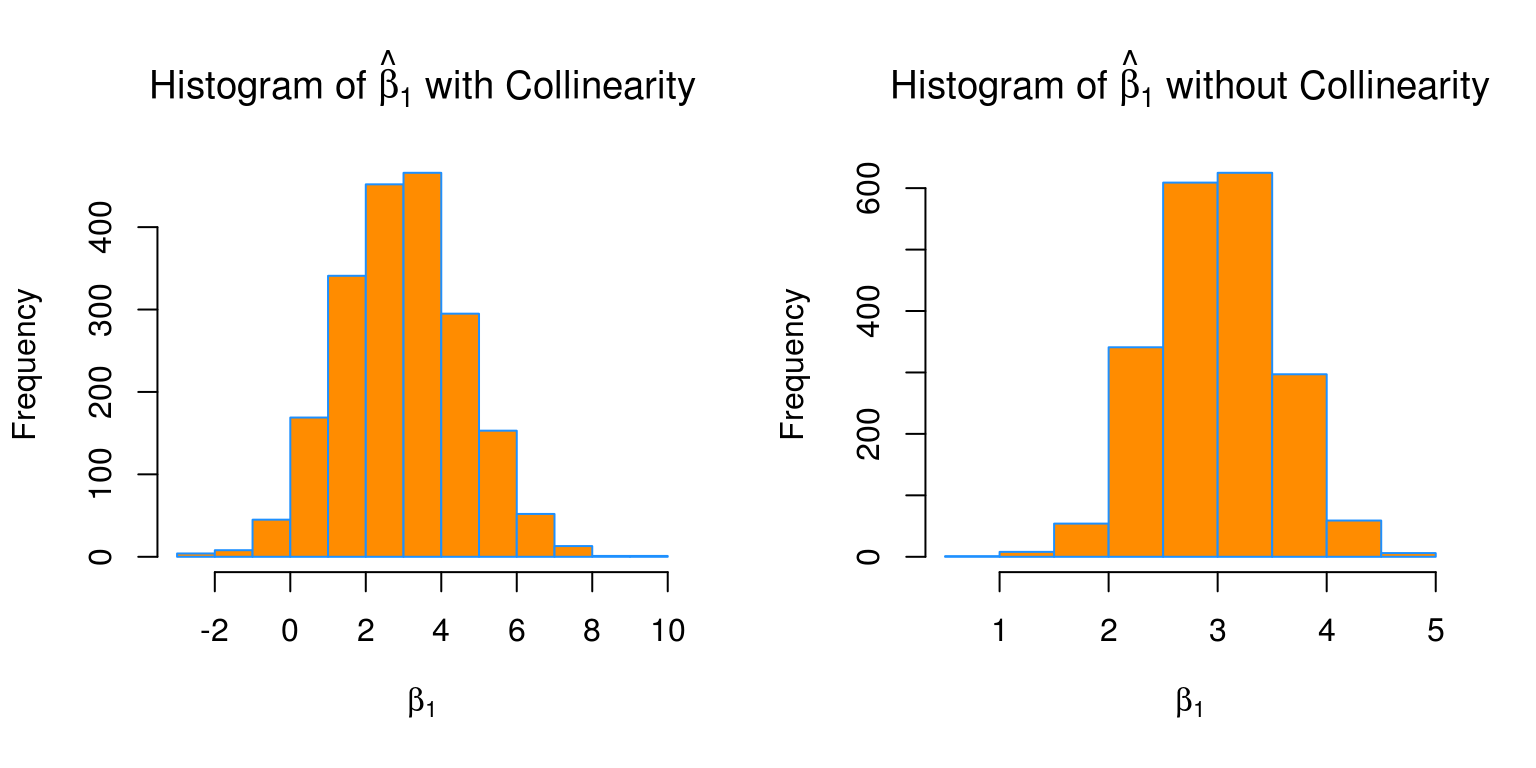 Histogram of β̂₁ with Collinearity
Frequency
400
300
200
100
0
-2 0 2 4 6 8 10
β₁
Histogram of β̂₁ without Collinearity
Frequency
600
400
200
0
1 2 3 4 5
β₁